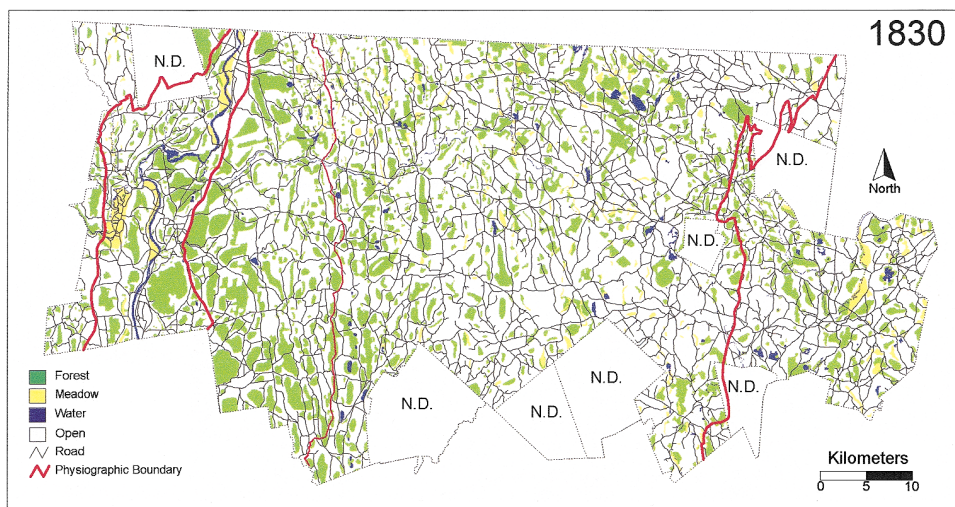 1830
N.D.
N.D.
North
N.D.
N.D.
N.D.
N.D.
N.D.
Forest
Meadow
Water
Open
Road
Physiographic Boundary
Kilometers
0 5 10